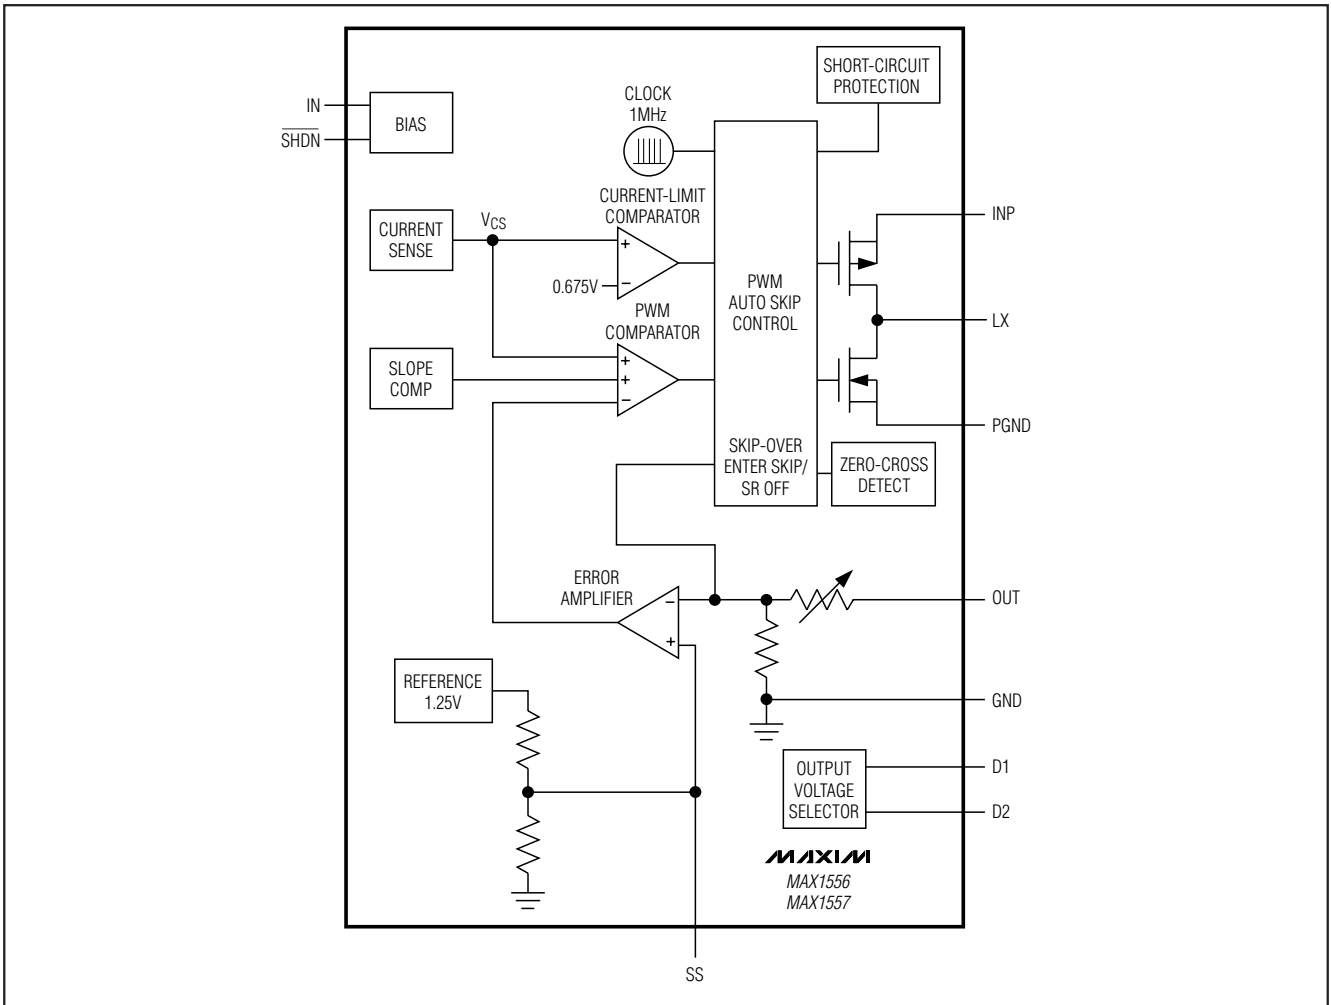 SHORT-CIRCUIT
PROTECTION
CLOCK
1MHz
IN
SHDN
BIAS
CURRENT-LIMIT
COMPARATOR
CURRENT
SENSE
VCS
+
−
0.675V
INP
PWM
AUTO SKIP
CONTROL
LX
PWM
COMPARATOR
SLOPE
COMP
+
+
−
PGND
SKIP-OVER
ENTER SKIP/
SR OFF
ZERO-CROSS
DETECT
ERROR
AMPLIFIER
−
+
OUT
REFERENCE
1.25V
GND
OUTPUT
VOLTAGE
SELECTOR
D1
D2
MAXIM
MAX1556
MAX1557
SS